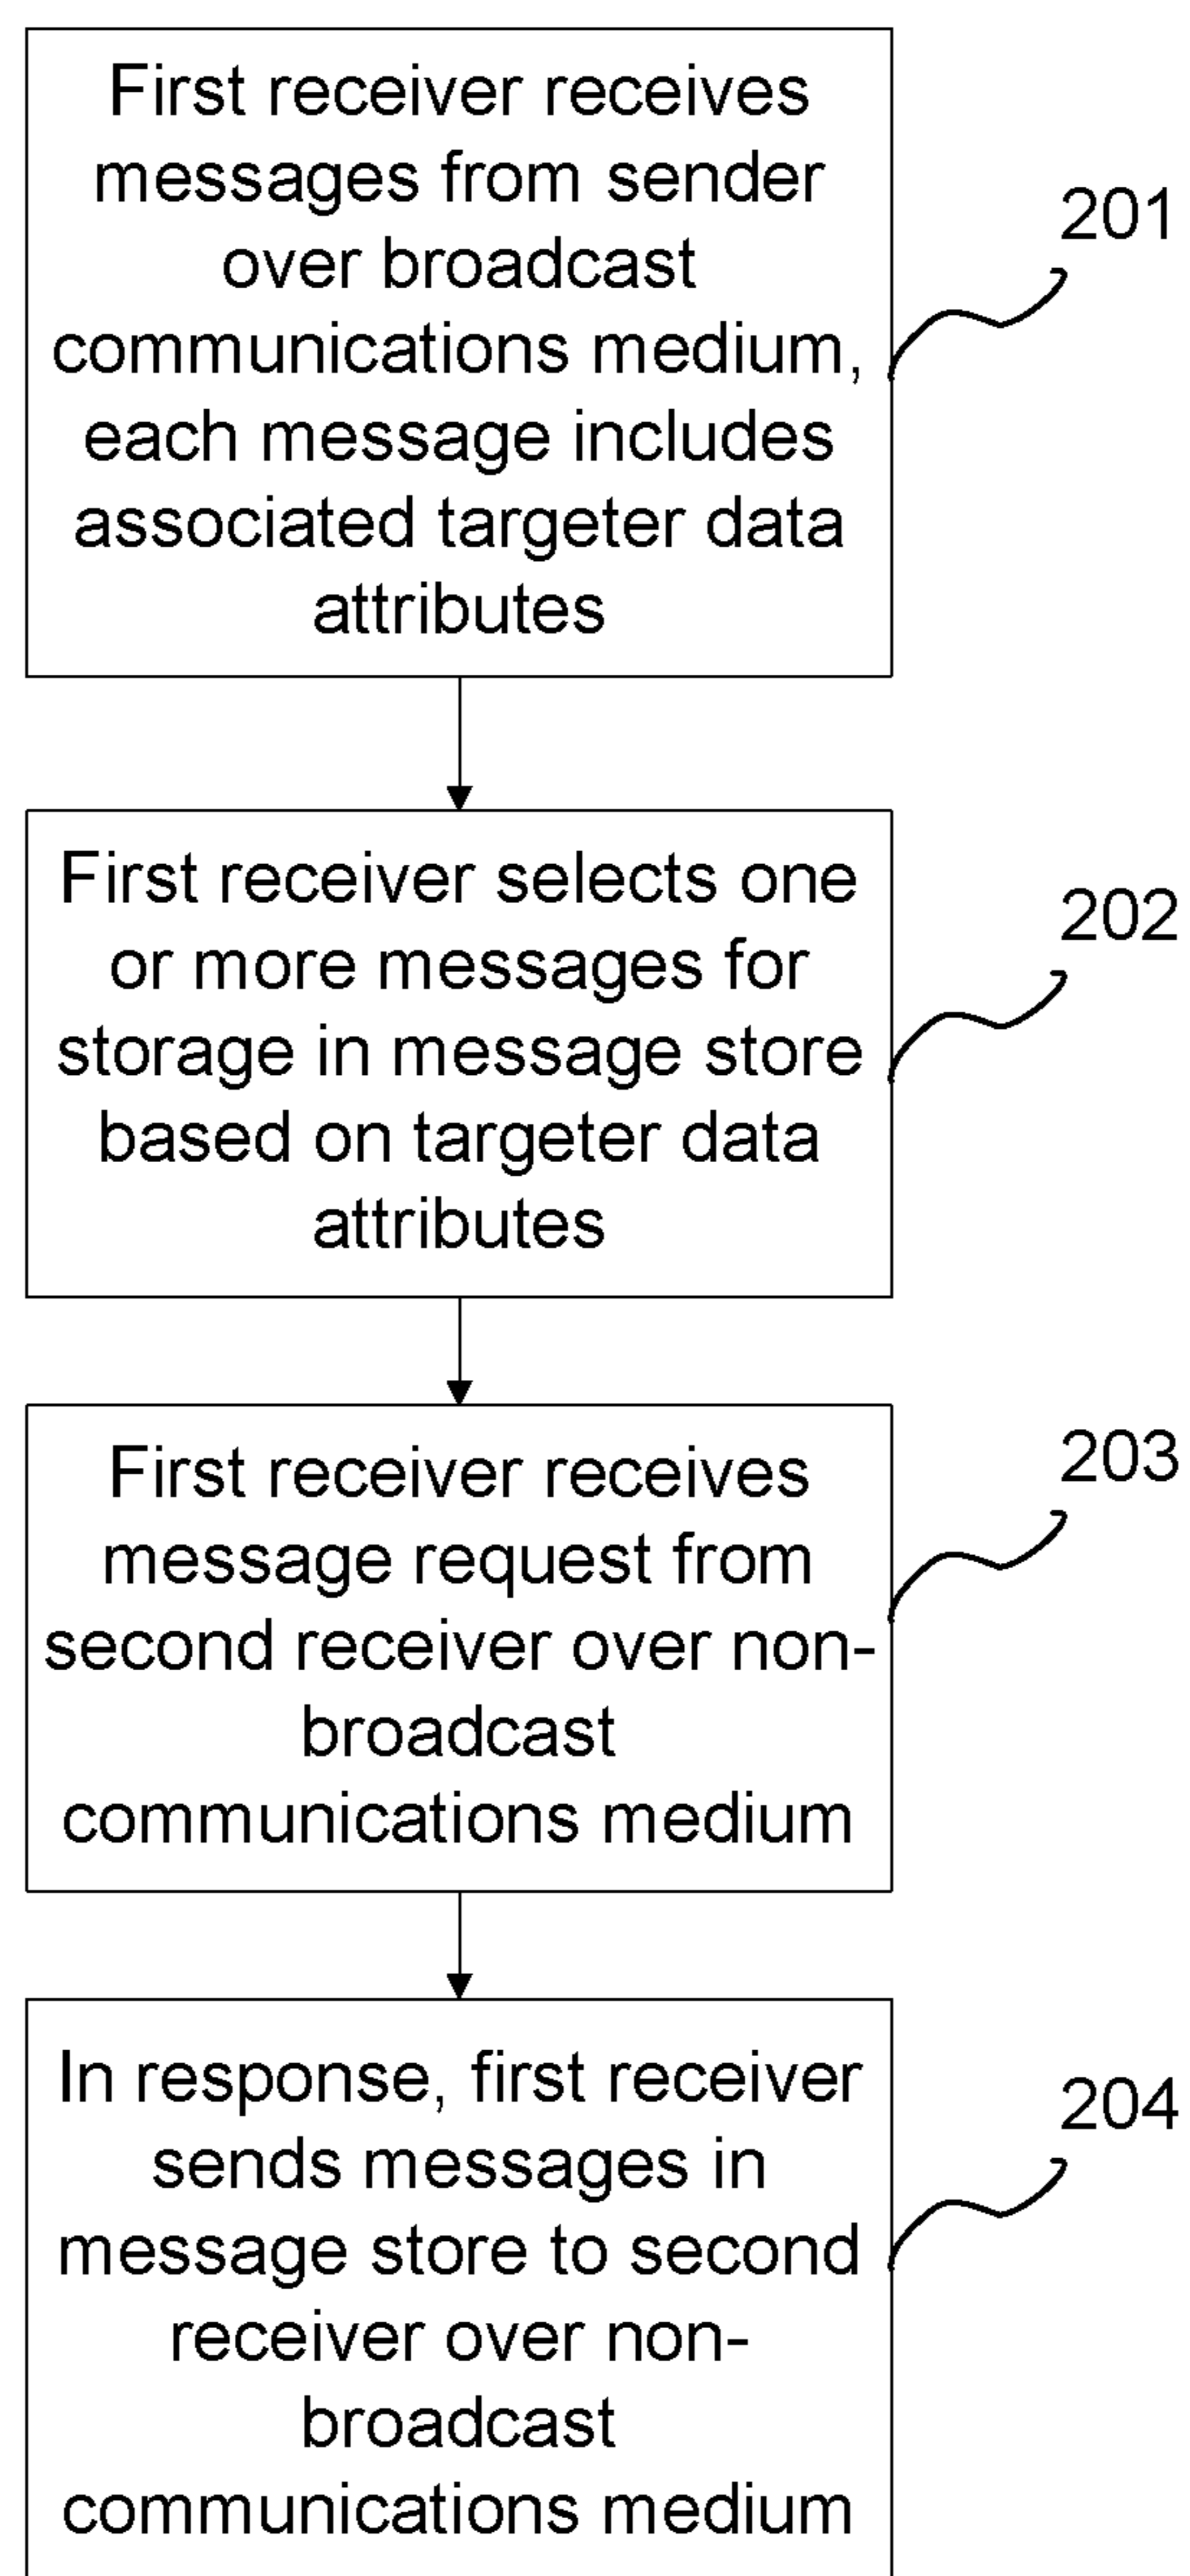 First receiver receives
messages from sender
over broadcast
communications medium,
each message includes
associated targeter data
attributes
201
First receiver selects one
or more messages for
storage in message store
based on targeter data
attributes
202
First receiver receives
message request from
second receiver over non-
broadcast
communications medium
203
In response, first receiver
sends messages in
message store to second
receiver over non-
broadcast
communications medium
204